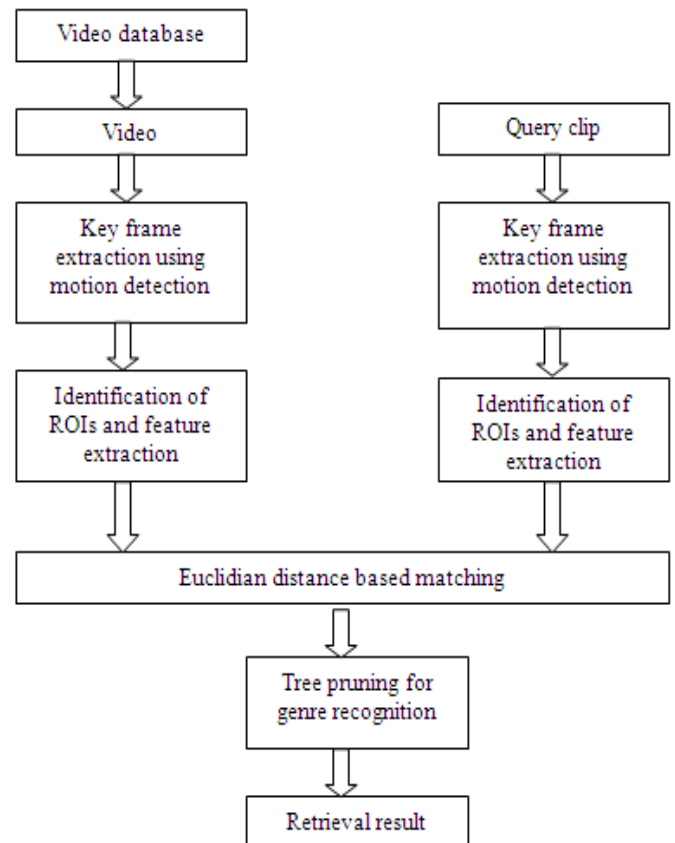 Video database
Video
Key frame
extraction using
motion detection
Identification of
ROIs and feature
extraction
Query clip
Key frame
extraction using
motion detection
Identification of
ROIs and feature
extraction
Euclidian distance based matching
Tree pruning for
genre recognition
Retrieval result